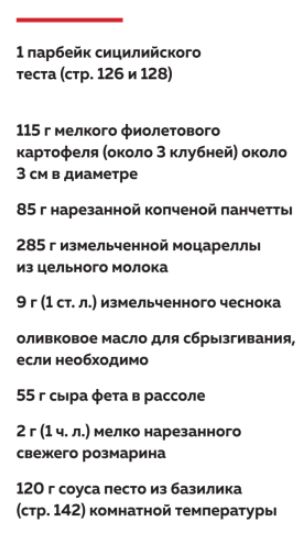 1 парбейк сицилийского
теста (стр. 126 и 128)
115 г мелкого фиолетового
картофеля (около 3 клубней) около
3 см в диаметре
85 г нарезанной копченой панчетты
285 г измельченной моцареллы
из цельного молока
9 г (1 ст. л.) измельченного чеснока
оливковое масло для сбрызгивания,
если необходимо
55 г сыра фета в рассоле
2 г (1 ч. л.) мелко нарезанного
свежего розмарина
120 г соуса песто из базилика
(стр. 142) комнатной температуры